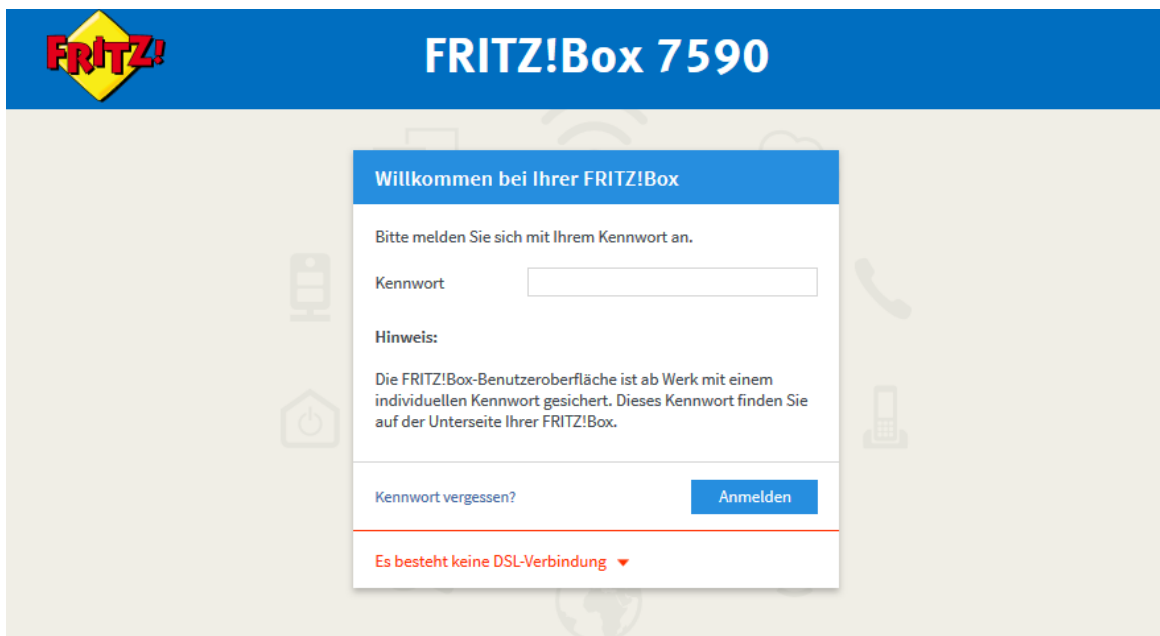 FRITZ!
FRITZ!Box 7590
Willkommen bei Ihrer FRITZ!Box
Bitte melden Sie sich mit Ihrem Kennwort an.
Kennwort
Hinweis:
Die FRITZ!Box-Benutzeroberfläche ist ab Werk mit einem
individuellen Kennwort gesichert. Dieses Kennwort finden Sie
auf der Unterseite Ihrer FRITZ!Box.
Kennwort vergessen?
Anmelden
Es besteht keine DSL-Verbindung